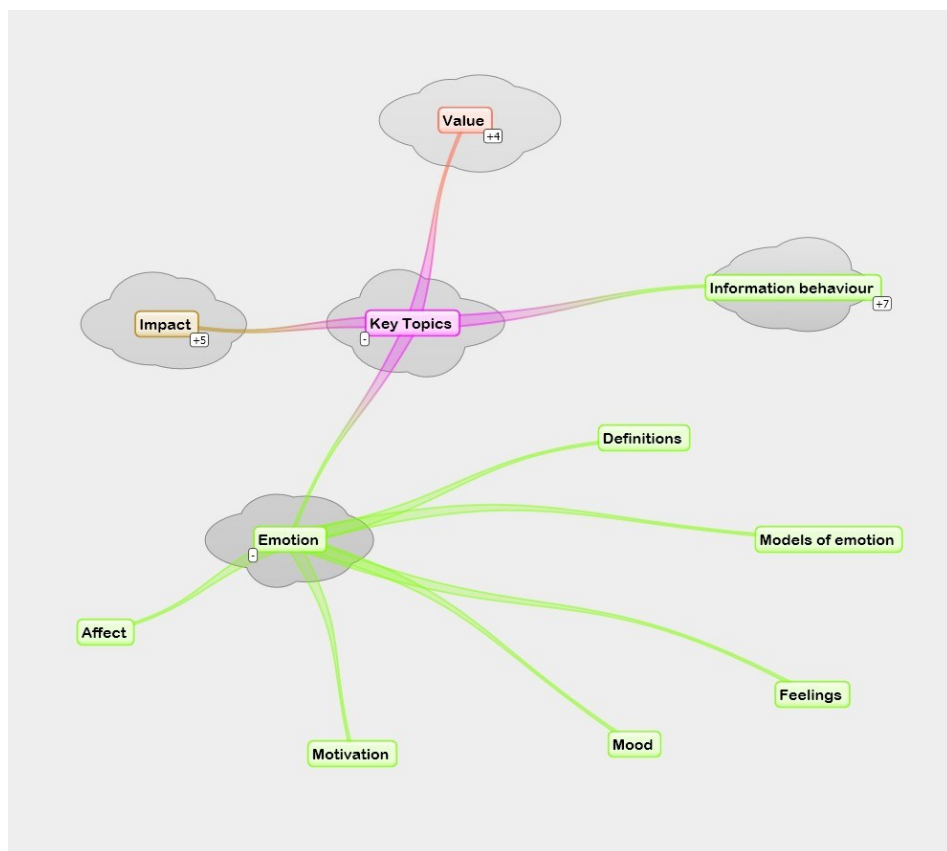 Value
+4
Information behaviour
+7
Impact
+5
Key Topics
-
Definitions
Emotion
-
Models of emotion
Affect
Feelings
Motivation
Mood